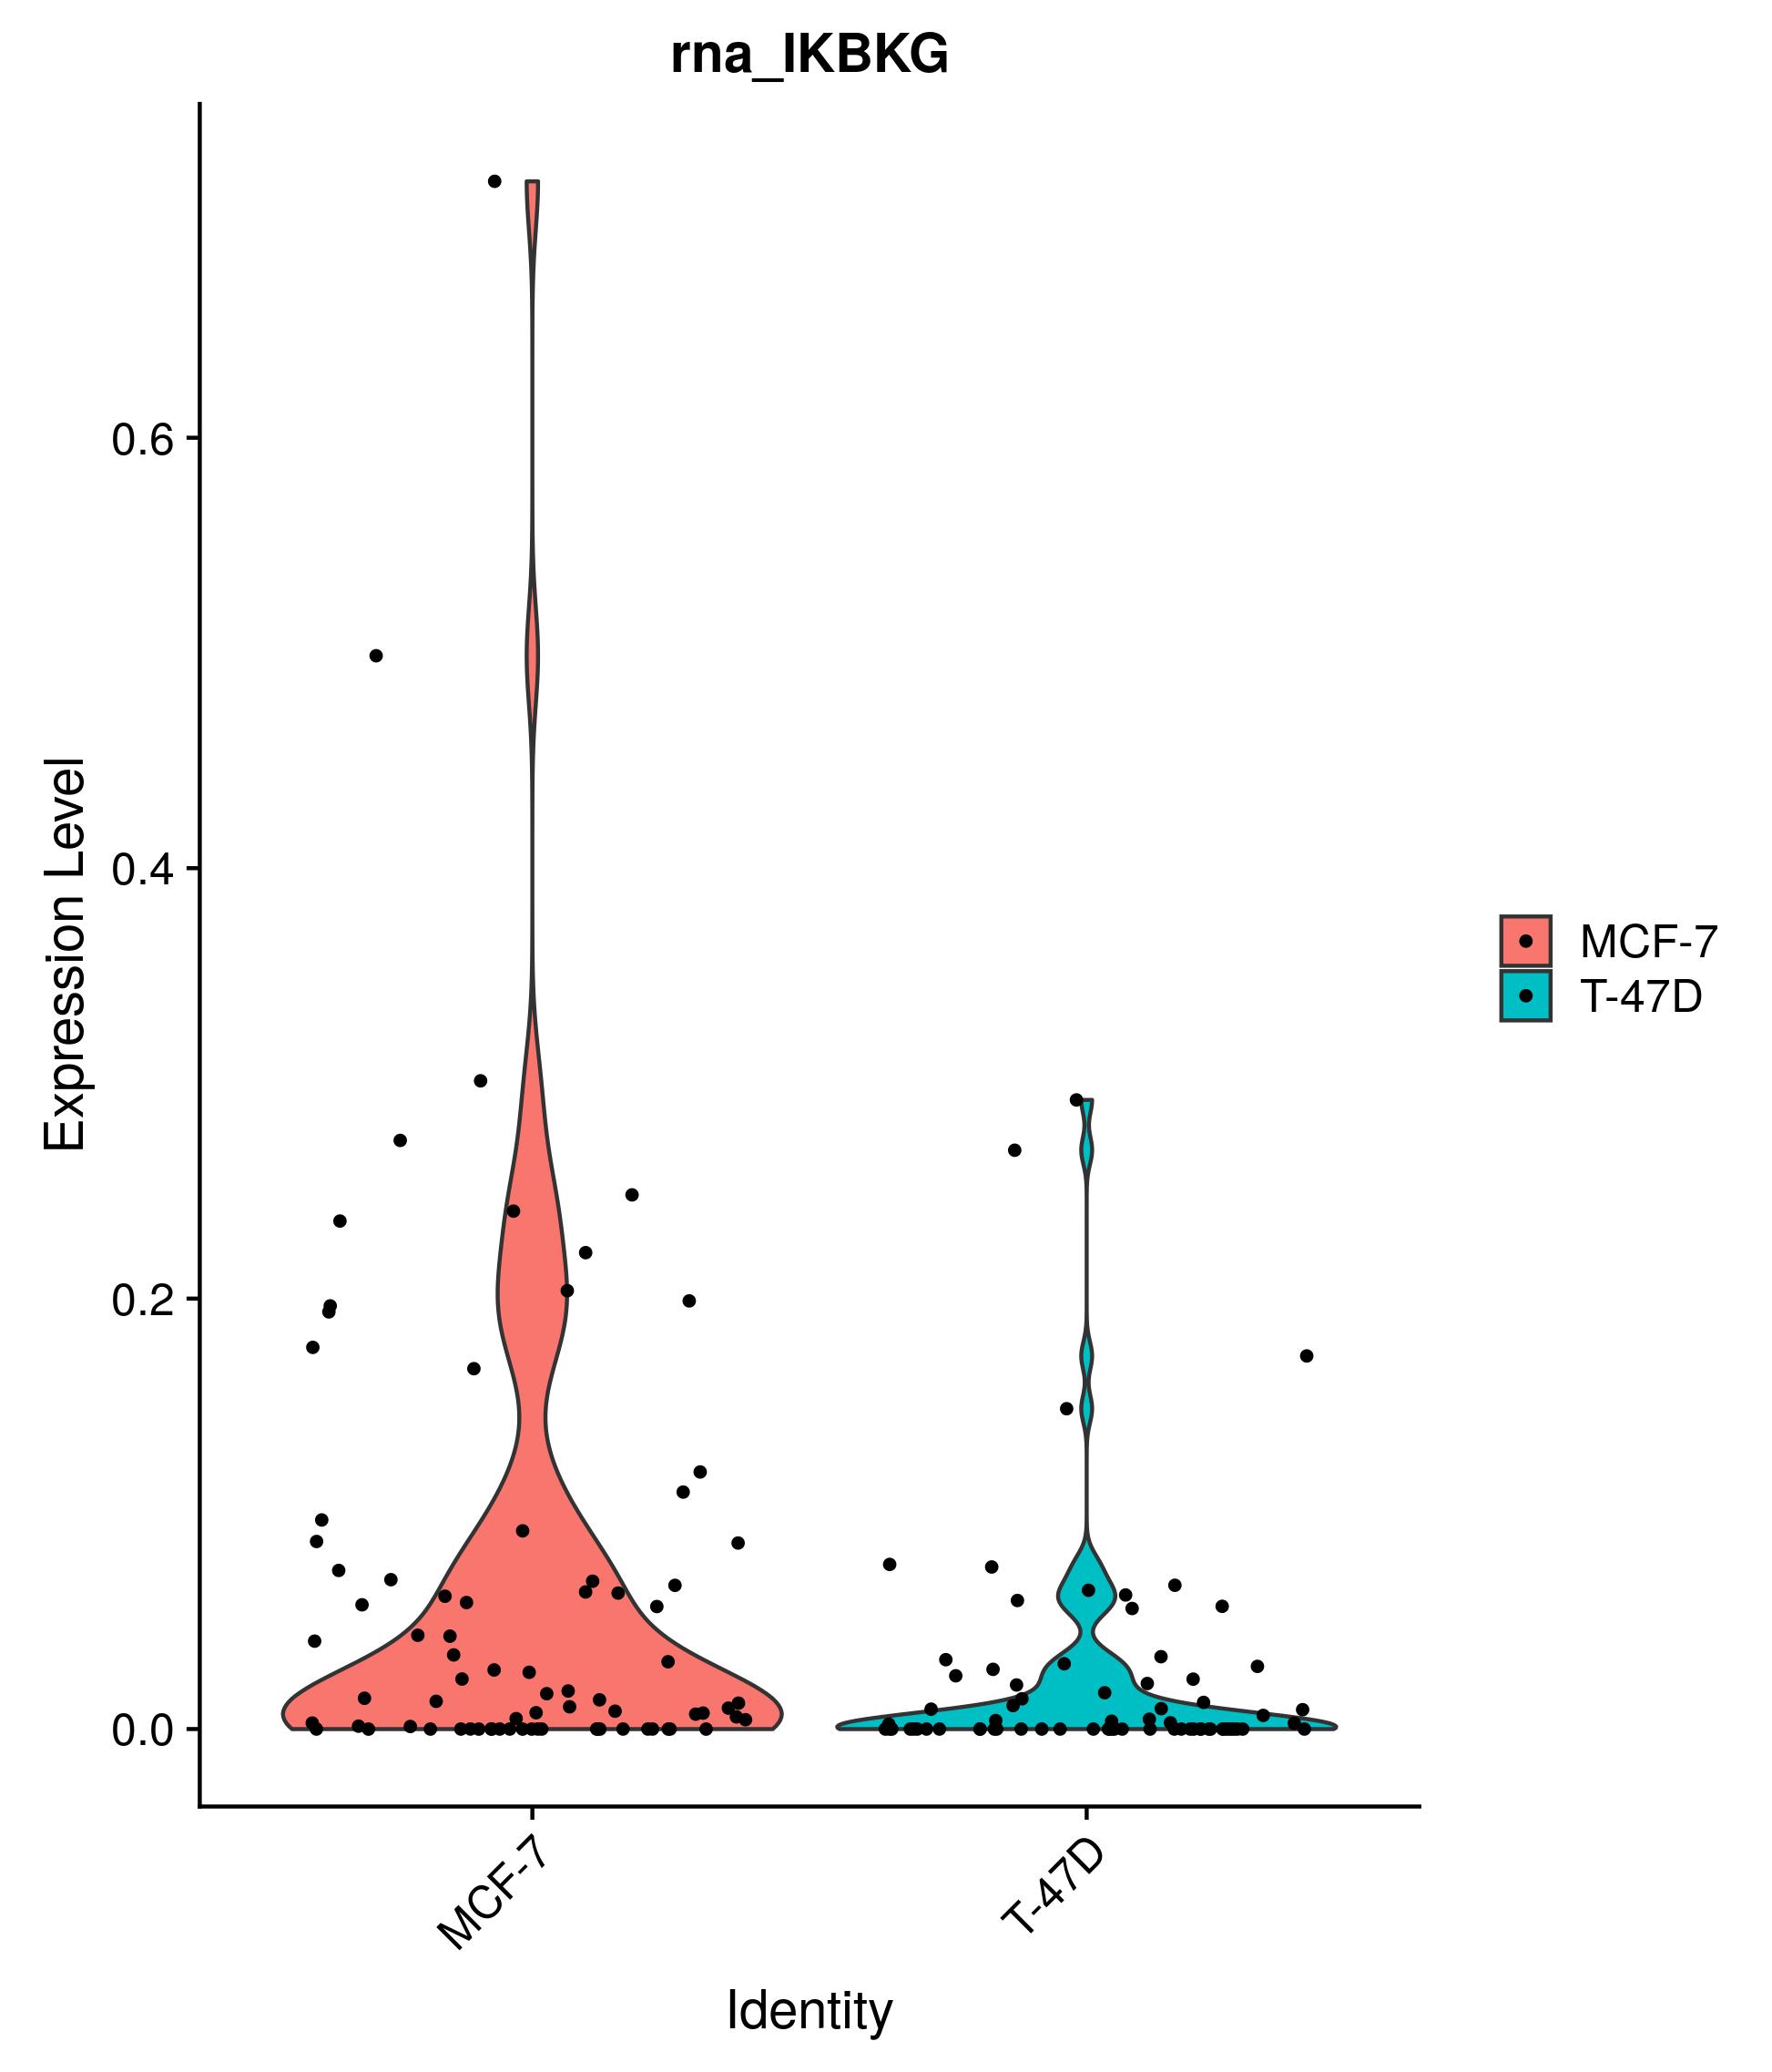 rna_IKBKG
Expression Level
0.6
0.4
0.2
0.0
MCF-7
T-47D
MCF-7
T-47D
Identity